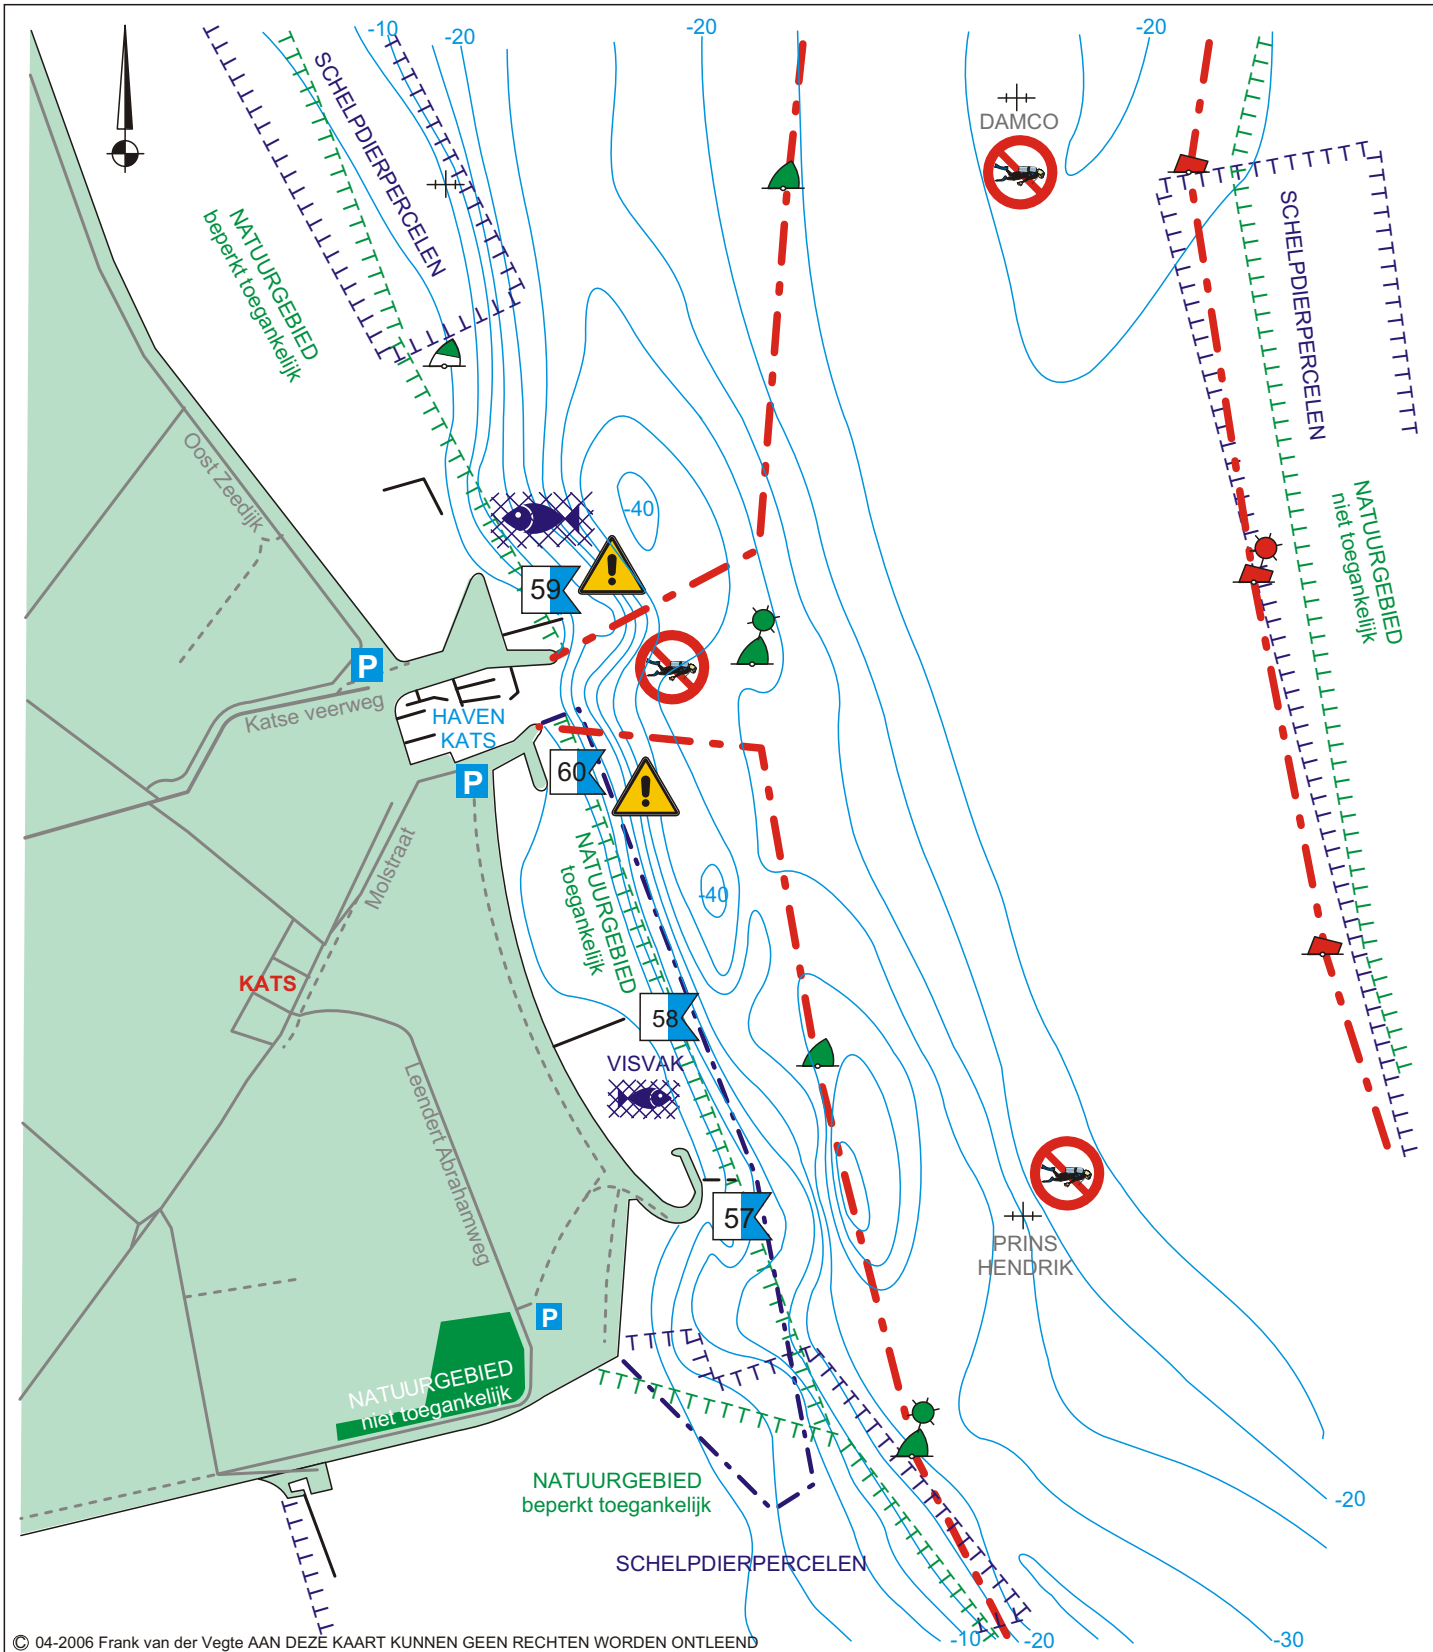 -10
-20
-20
-20
SCHELPDIERPERCELEN
DAMCO
NATUURGEBIED
beperkt toegankelijk
SCHELPDIERPERCELEN
Oost Zeedijk
-40
NATUURGEBIED
niet toegankelijk
59
P
Katse veerweg
HAVEN
KATS
60
P
Molstraat
NATUURGEBIED
toegankelijk
-40
KATS
58
VISVAK
Leendert Abrahamweg
57
PRINS
HENDRIK
P
NATUURGEBIED
niet toegankelijk
NATUURGEBIED
beperkt toegankelijk
-20
SCHELPDIERPERCELEN
© 04-2006 Frank van der Vegte AAN DEZE KAART KUNNEN GEEN RECHTEN WORDEN ONTLEEND
-10
-20
-30